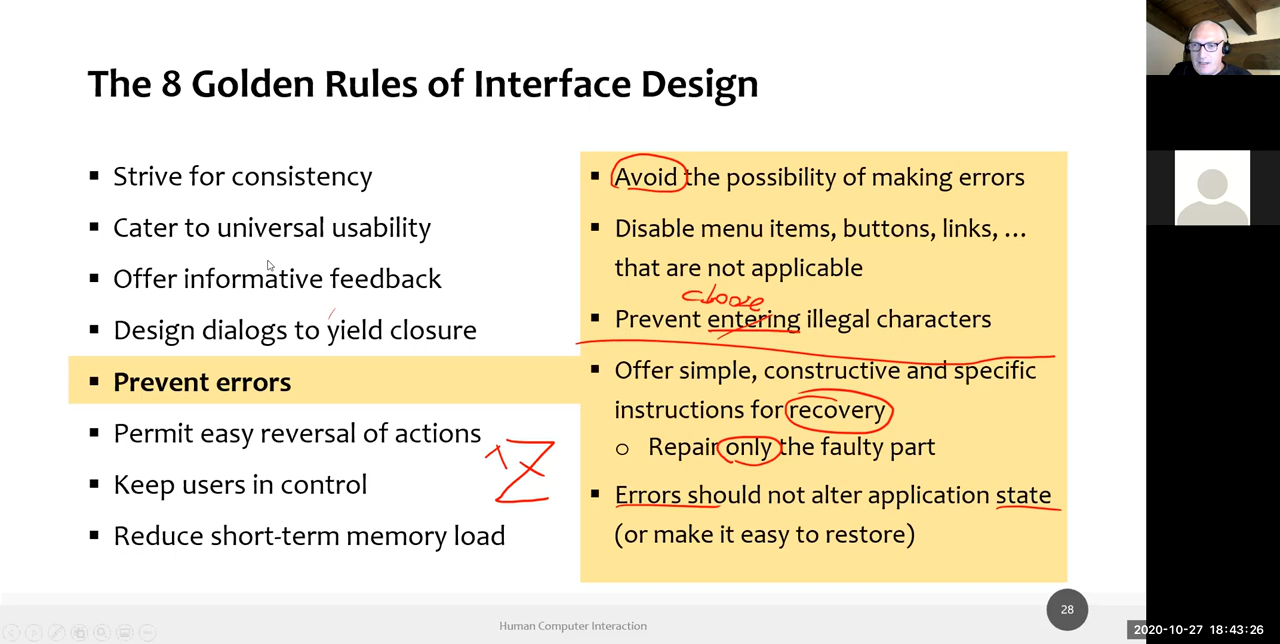 The 8 Golden Rules of Interface Design
▪ Strive for consistency
▪ Cater to universal usability
▪ Offer informative feedback
▪ Design dialogs to yield closure
▪ Prevent errors
▪ Permit easy reversal of actions
▪ Keep users in control
▪ Reduce short-term memory load
^Z
▪ Avoid the possibility of making errors
▪ Disable menu items, buttons, links, …
that are not applicable
▪ Prevent entering illegal characters
▪ Offer simple, constructive and specific
instructions for recovery
o Repair only the faulty part
▪ Errors should not alter application state
(or make it easy to restore)
28
Human Computer Interaction
2020-10-27 18:43:26